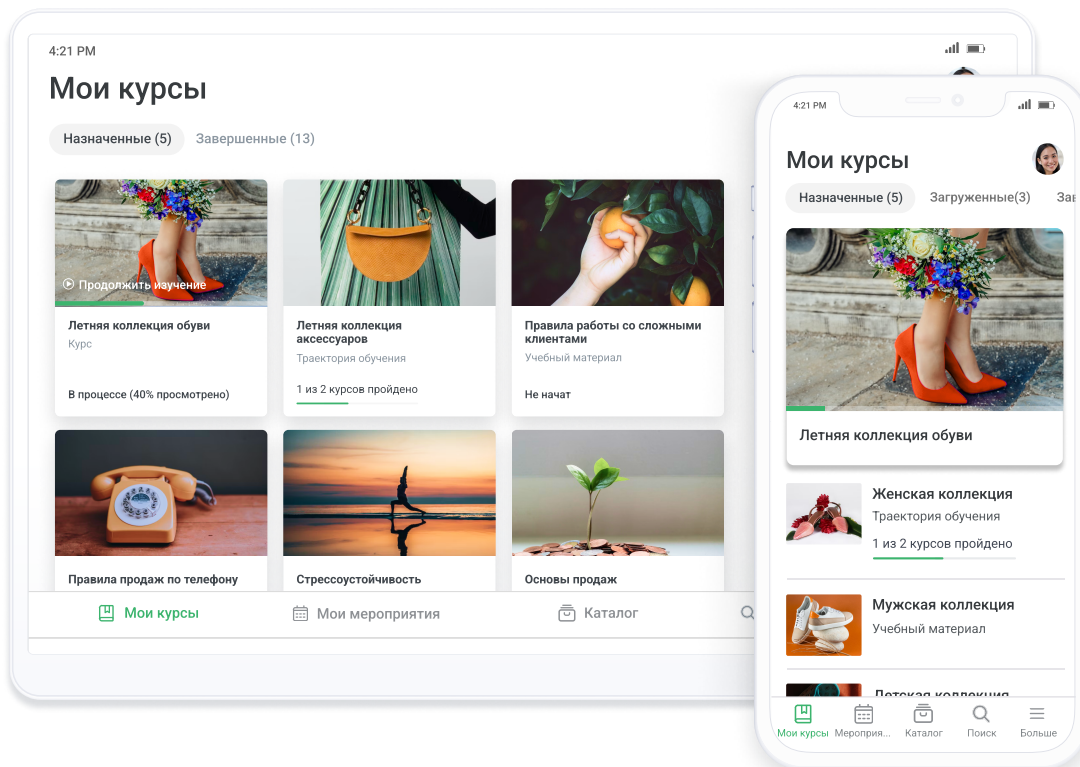 4:21 PM
Мои курсы
Назначенные (5) Завершенные (13)
Продолжить изучение
Летняя коллекция обуви
Курс
В процессе (40% просмотрено)
Летняя коллекция
аксессуаров
Траектория обучения
1 из 2 курсов пройдено
Правила работы со сложными
клиентами
Учебный материал
Не начат
Правила продаж по телефону
Стрессоустойчивость
Основы продаж
Мои курсы
Мои мероприятия
Каталог
4:21 PM
Мои курсы
Назначенные (5) Загруженные(3) Зав
Летняя коллекция обуви
Женская коллекция
Траектория обучения
1 из 2 курсов пройдено
Мужская коллекция
Учебный материал
Детская коллекция
Мои курсы
Мероприя...
Каталог
Поиск
Больше